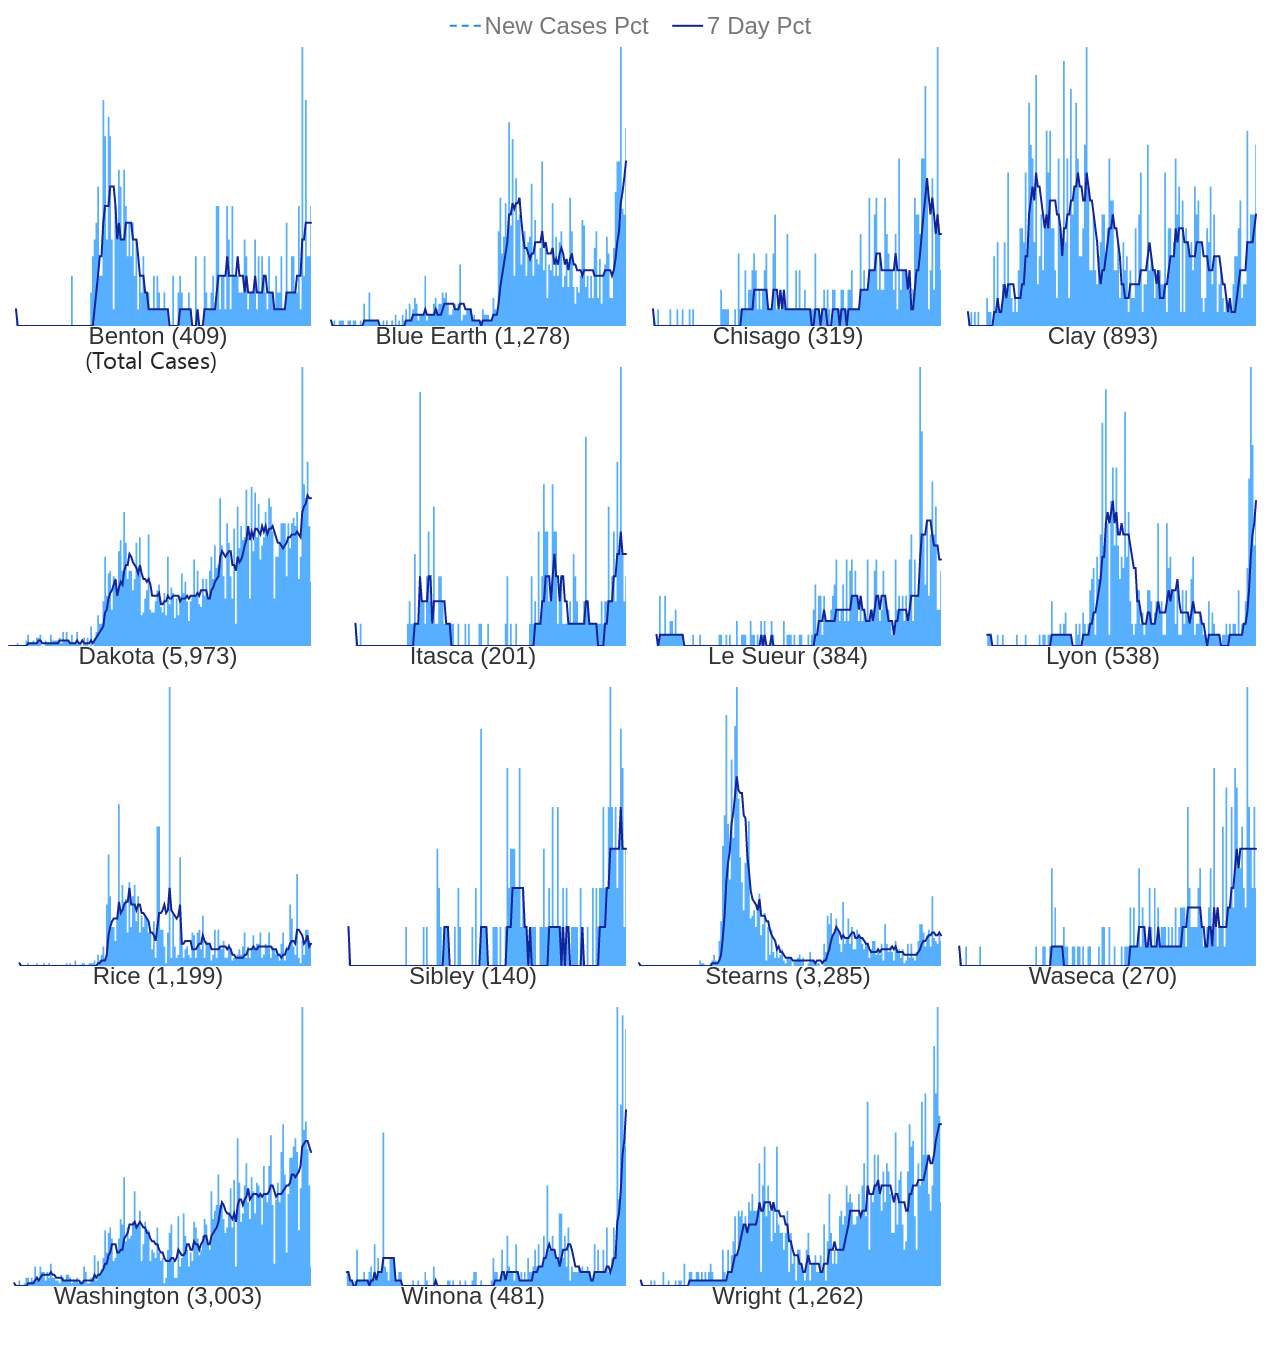 New Cases Pct 7 Day Pct
Benton (409) Blue Earth (1,278) Chisago (319) Clay (893)
(Total Cases)
Dakota (5,973) Itasca (201) Le Sueur (384) Lyon (538)
Rice (1,199) Sibley (140) Stearns (3,285) Waseca (270)
Washington (3,003) Winona (481) Wright (1,262)